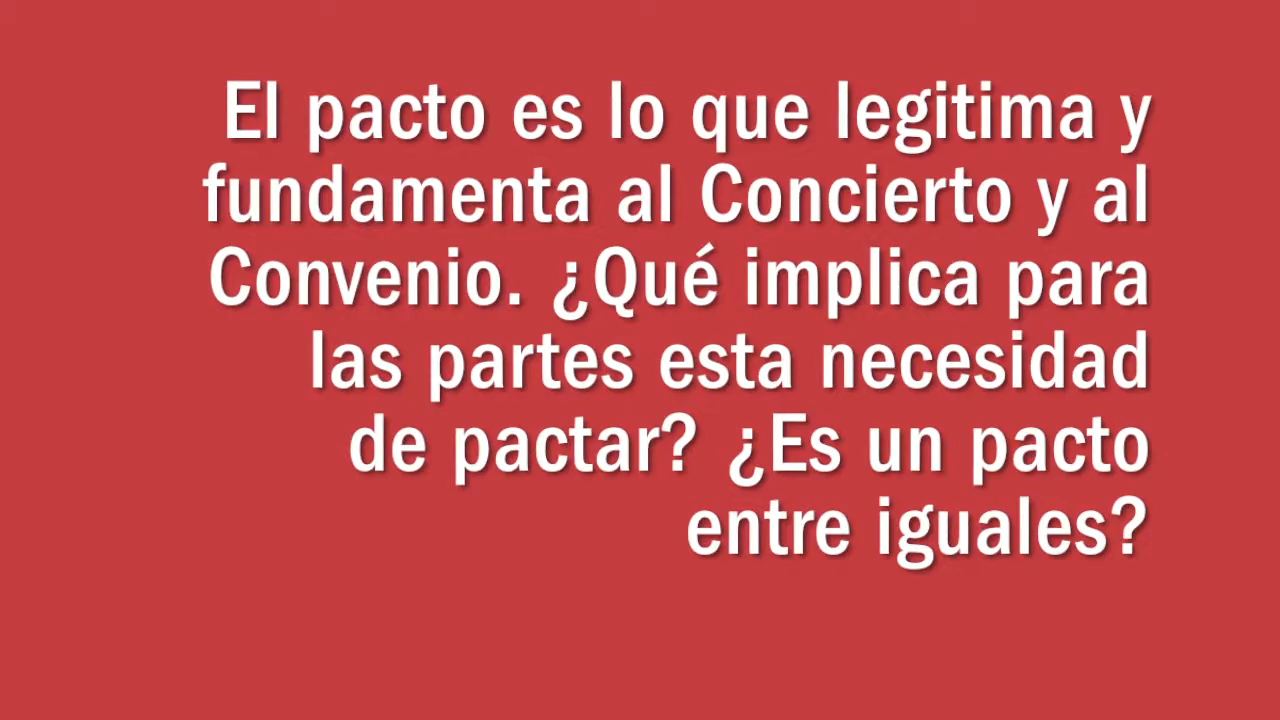 El pacto es lo que legitima y
fundamenta al Concierto y al
Convenio. ¿Qué implica para
las partes esta necesidad
de pactar? ¿Es un pacto
entre iguales?